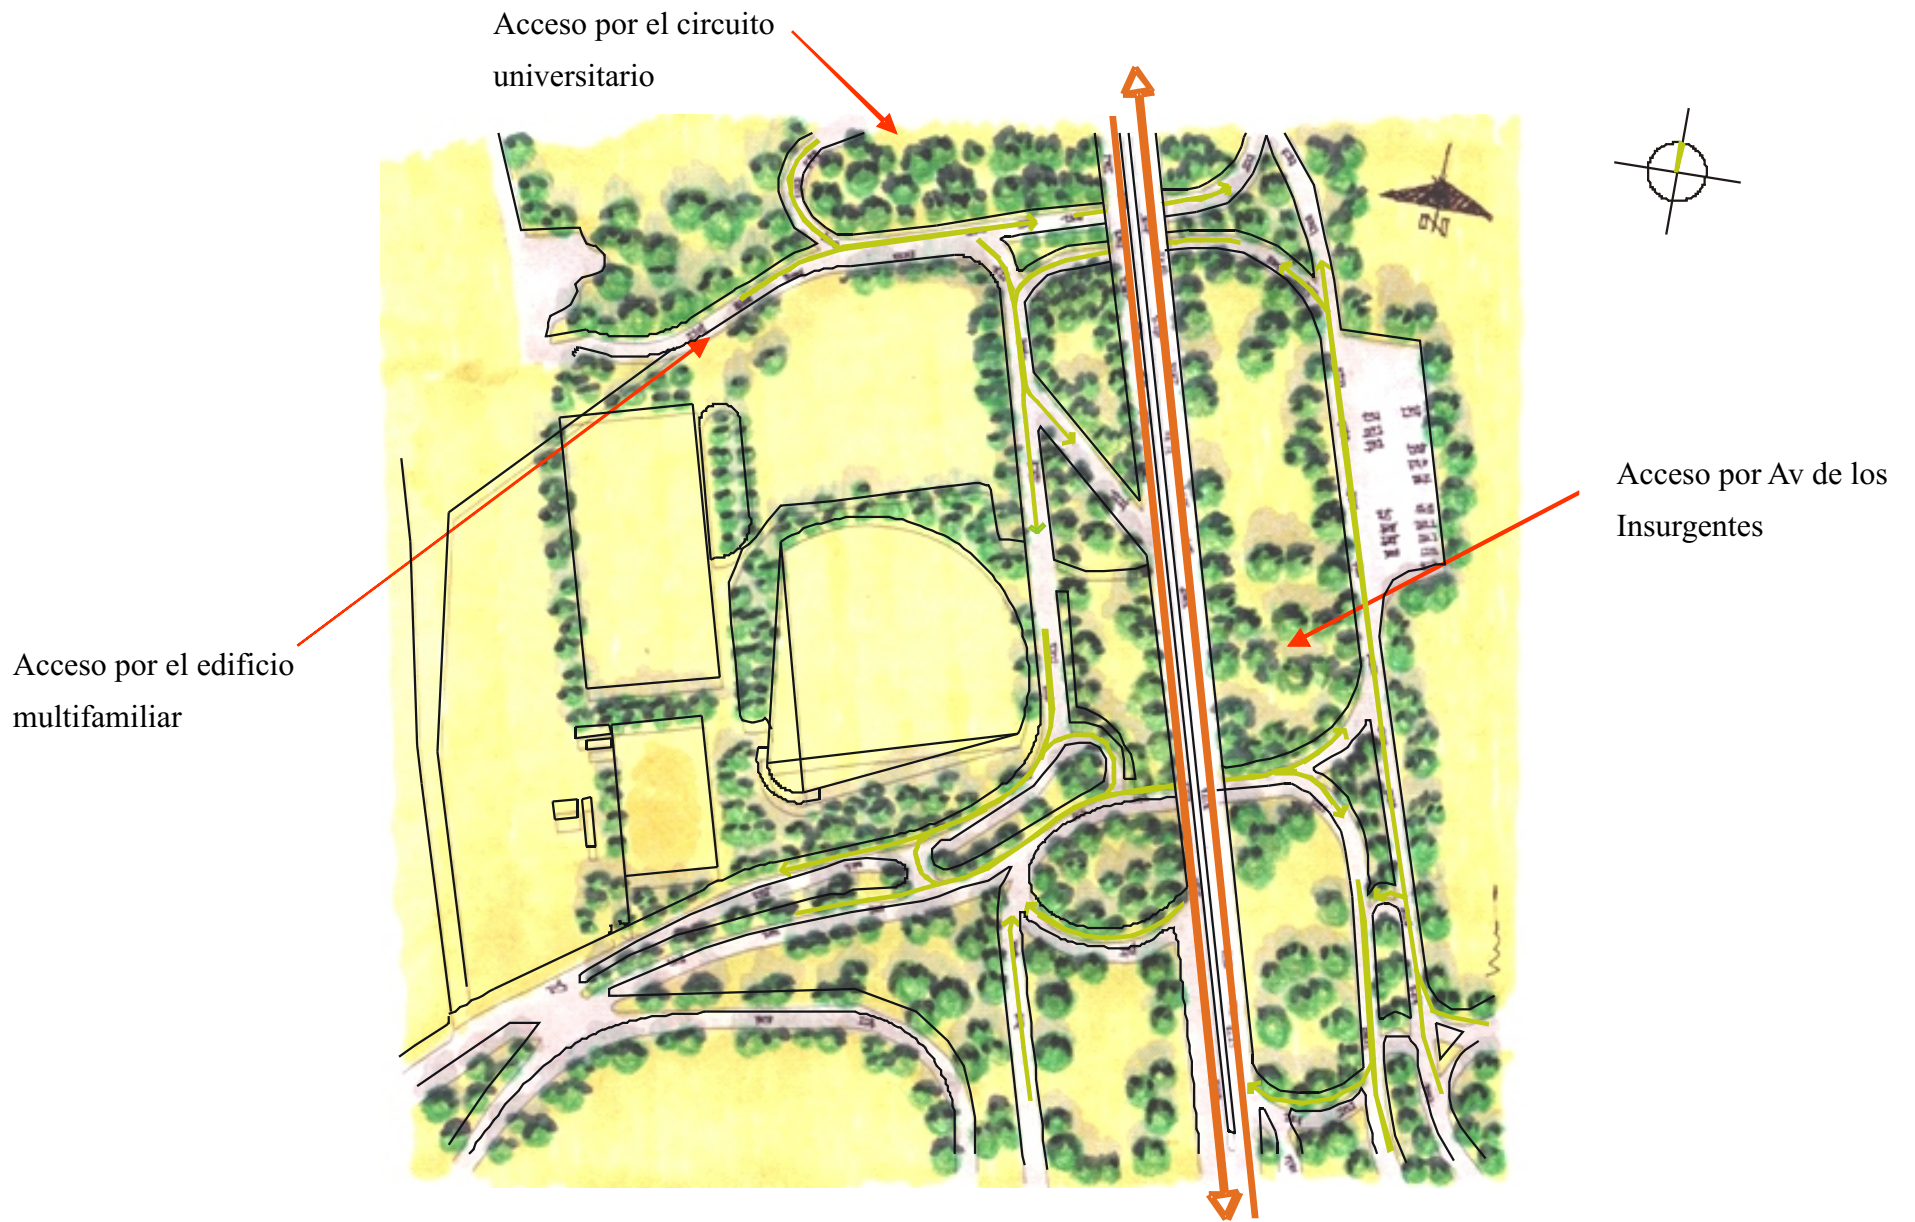 Acceso por el circuito
universitario
Acceso por Av de los
Insurgentes
Acceso por el edificio
multifamiliar